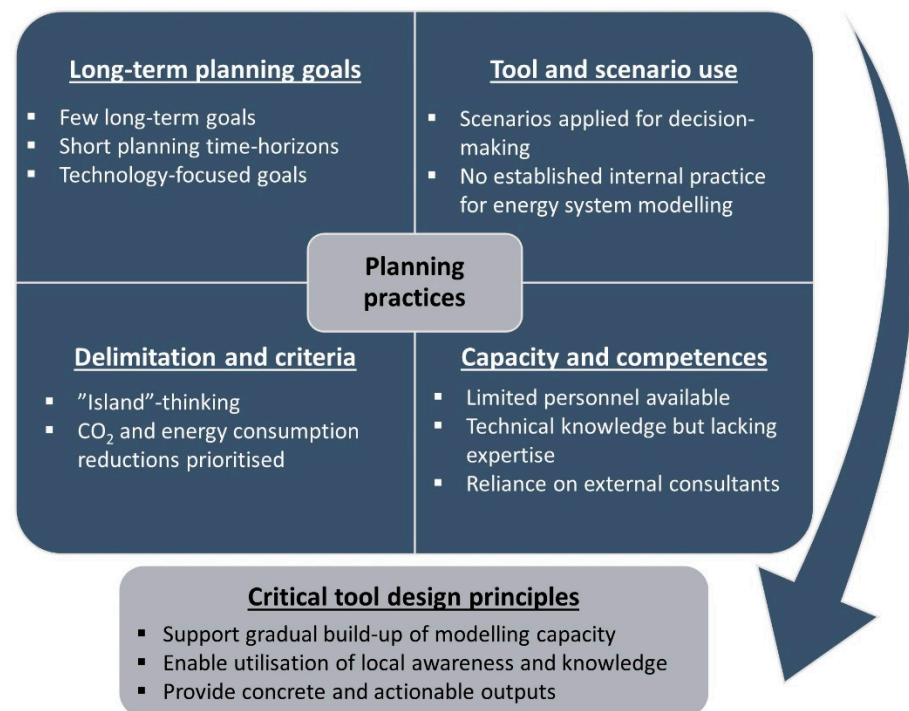 Long-term planning goals
▪ Few long-term goals
▪ Short planning time-horizons
▪ Technology-focused goals
Tool and scenario use
▪ Scenarios applied for decision-
making
▪ No established internal practice
for energy system modelling
Planning
practices
Delimitation and criteria
▪ ”Island”-thinking
▪ CO₂ and energy consumption
reductions prioritised
Capacity and competences
▪ Limited personnel available
▪ Technical knowledge but lacking
expertise
▪ Reliance on external consultants
Critical tool design principles
▪ Support gradual build-up of modelling capacity
▪ Enable utilisation of local awareness and knowledge
▪ Provide concrete and actionable outputs